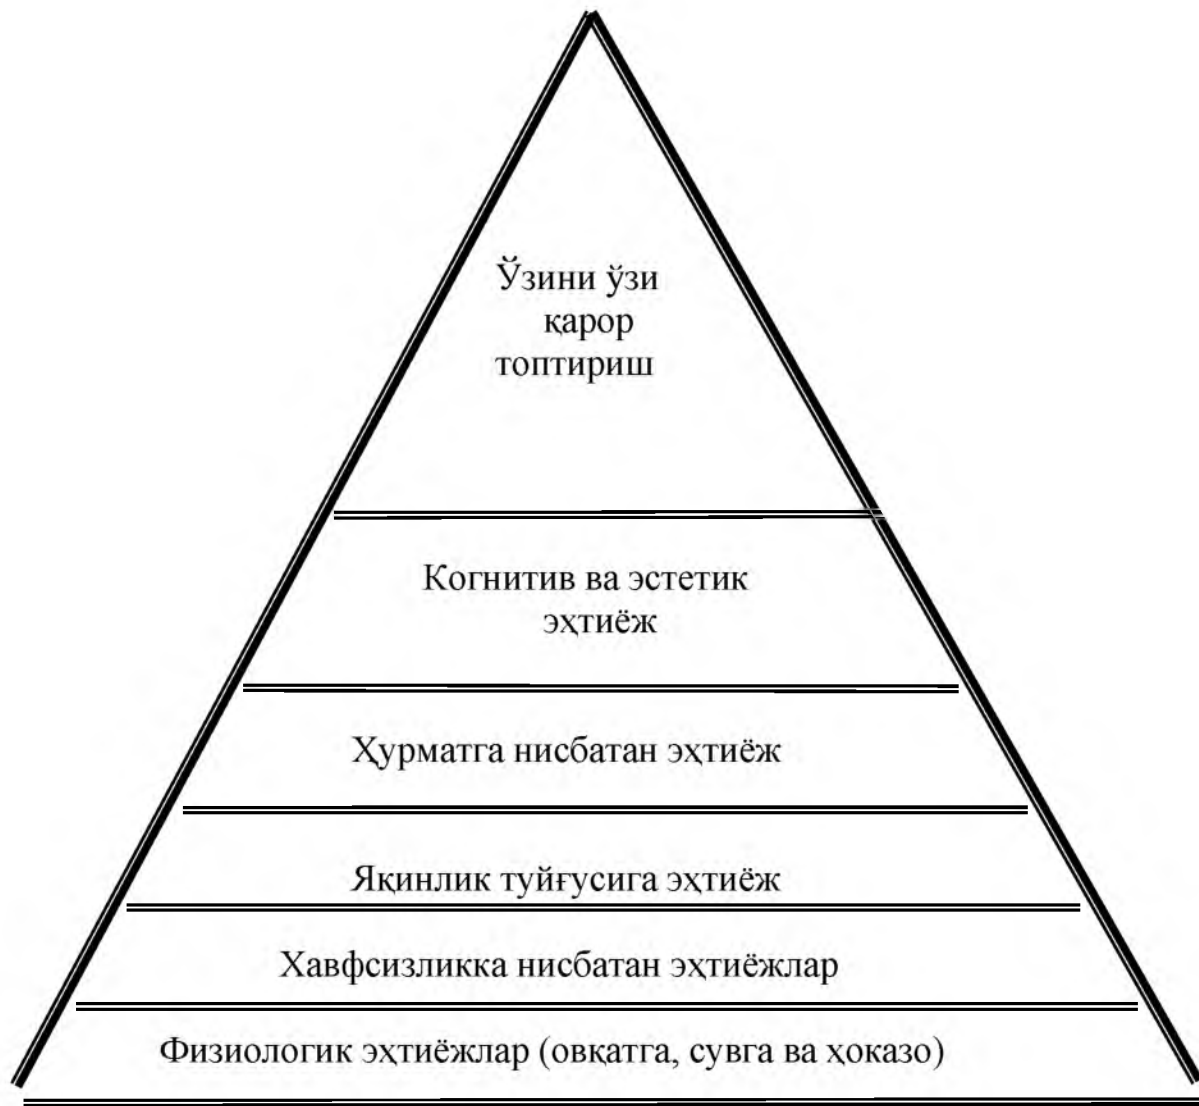 Ўзини ўзи
қарор
топтириш
Когнитив ва эстетик
эҳтиёж
Ҳурматга нисбатан эҳтиёж
Яқинлик туйғусига эҳтиёж
Хавфсизликка нисбатан эҳтиёжлар
Физиологик эҳтиёжлар (овқатга, сувга ва ҳоказо)